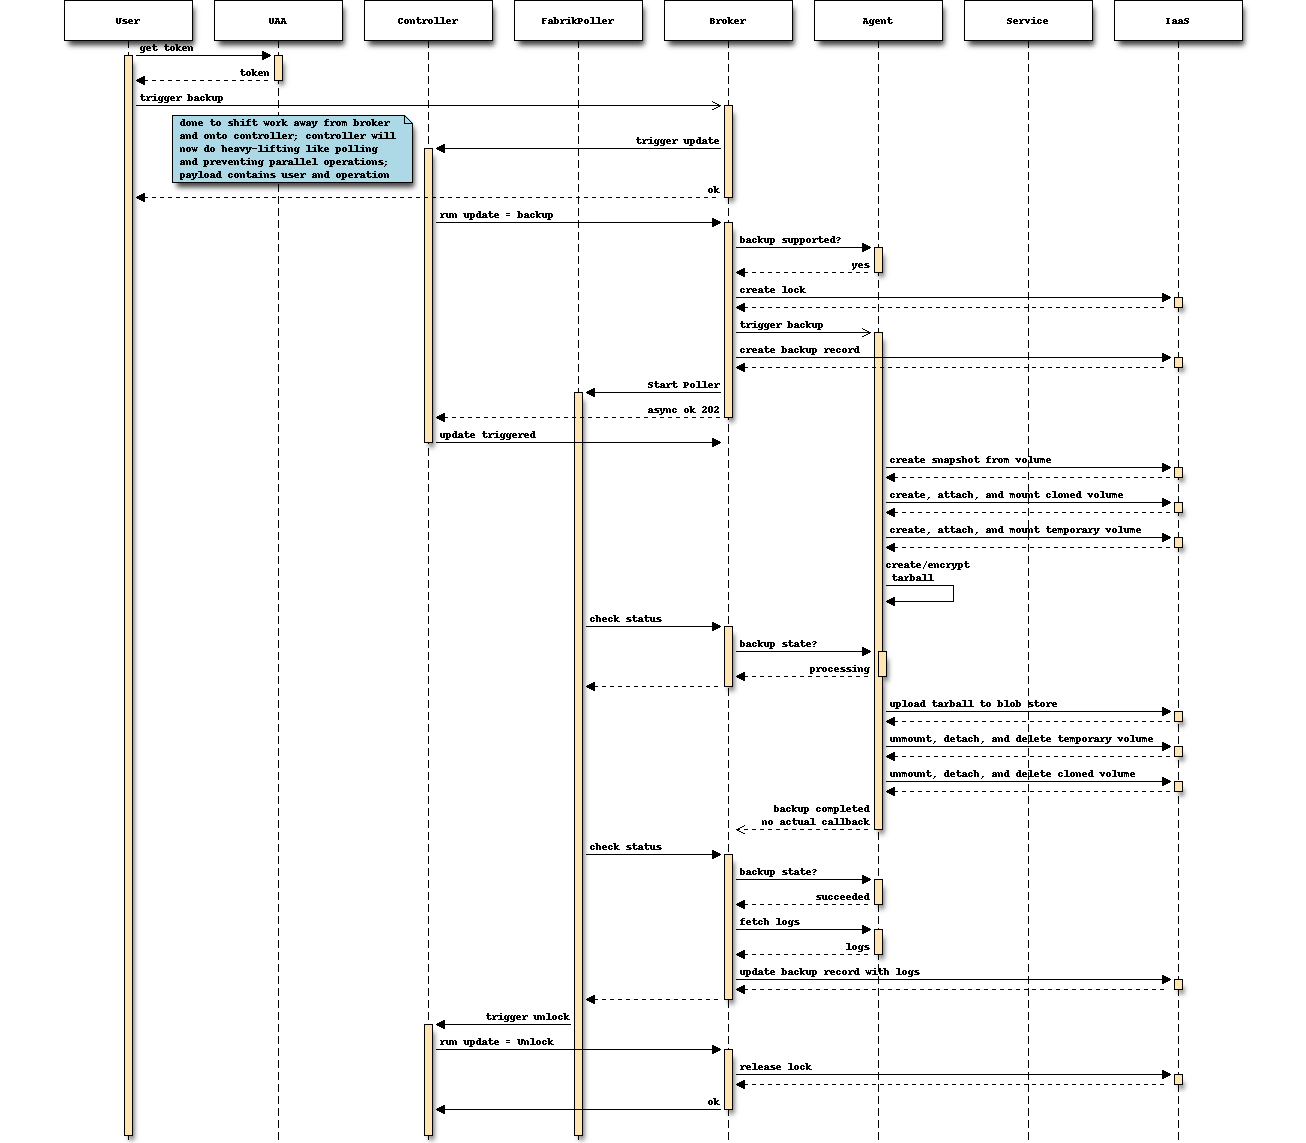 User
UAA
Controller
FabrikPoller
Broker
Agent
Service
IaaS
get token
token
trigger backup
done to shift work away from broker
and onto controller; controller will
now do heavy-lifting like polling
and preventing parallel operations;
payload contains user and operation
trigger update
ok
run update = backup
backup supported?
yes
create lock
trigger backup
create backup record
Start Poller
async ok 202
update triggered
create snapshot from volume
create, attach, and mount cloned volume
create, attach, and mount temporary volume
create/encrypt
tarball
check status
backup state?
processing
upload tarball to blob store
unmount, detach, and delete temporary volume
unmount, detach, and delete cloned volume
backup completed
no actual callback
check status
backup state?
succeeded
fetch logs
logs
update backup record with logs
trigger unlock
run update = Unlock
release lock
ok